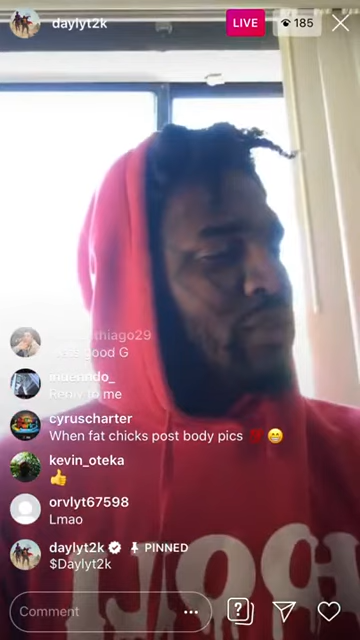 daylyt2k
LIVE
185
thiago29
good G
Reply to me
cyruscharter
When fat chicks post body pics 💯😁
kevin_oteka
👍
orvlyt67598
Lmao
daylyt2k PINNED
$Daylyt2k
Comment